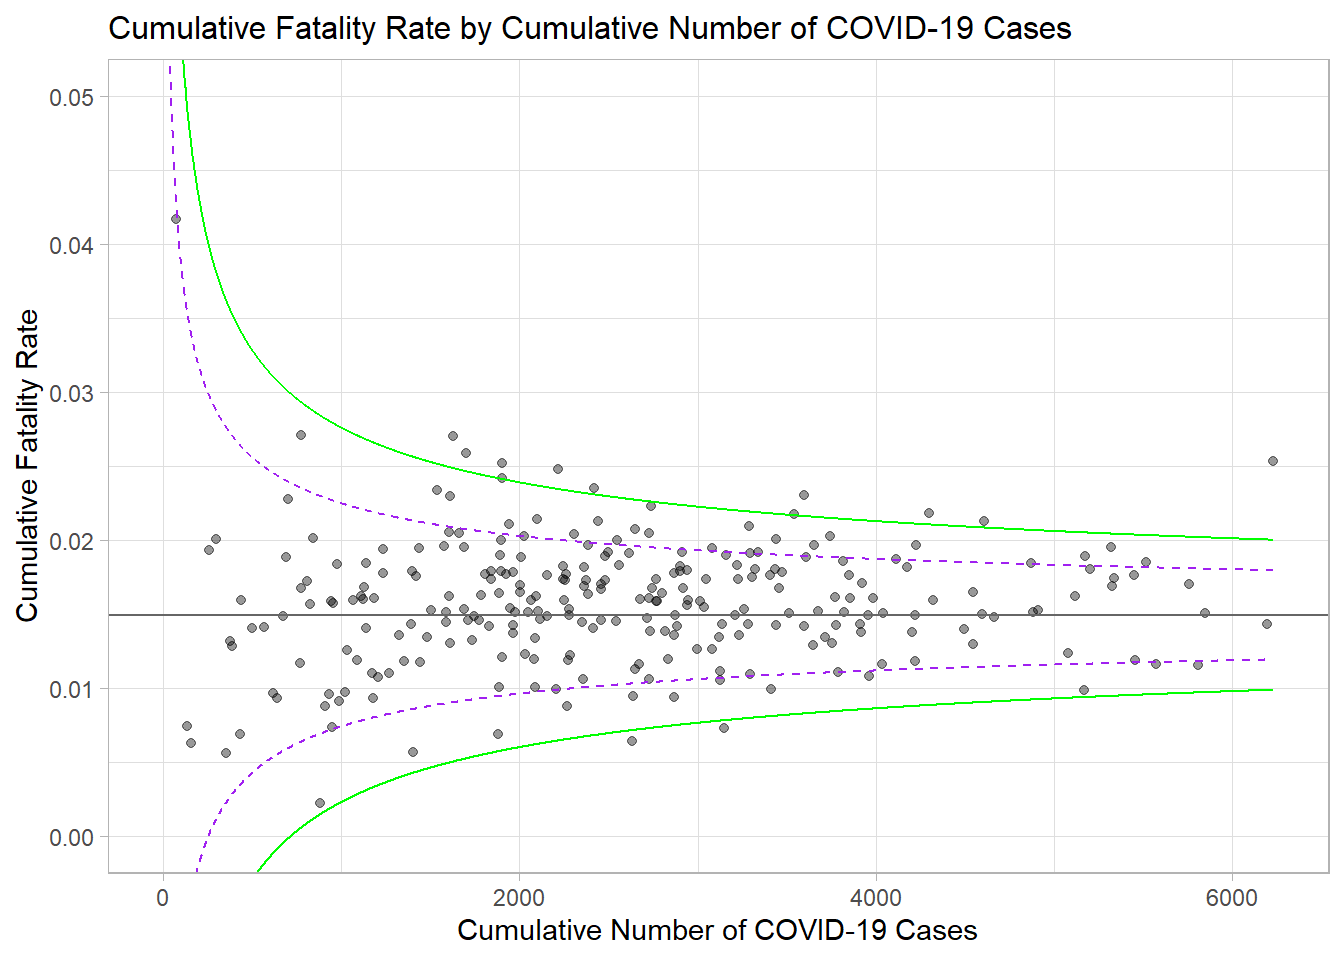 Cumulative Fatality Rate by Cumulative Number of COVID-19 Cases
0.05
0.04
0.03
0.02
0.01
0.00
Cumulative Fatality Rate
0 2000 4000 6000
Cumulative Number of COVID-19 Cases